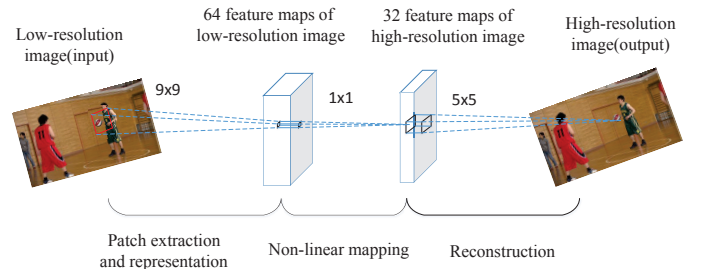 Low-resolution
image(input)
64 feature maps of
low-resolution image
32 feature maps of
high-resolution image
High-resolution
image(output)
9x9
1x1
5x5
Patch extraction
and representation
Non-linear mapping
Reconstruction